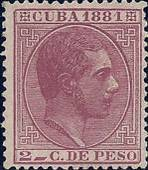 CUBA 1881
2 C. DE PESO